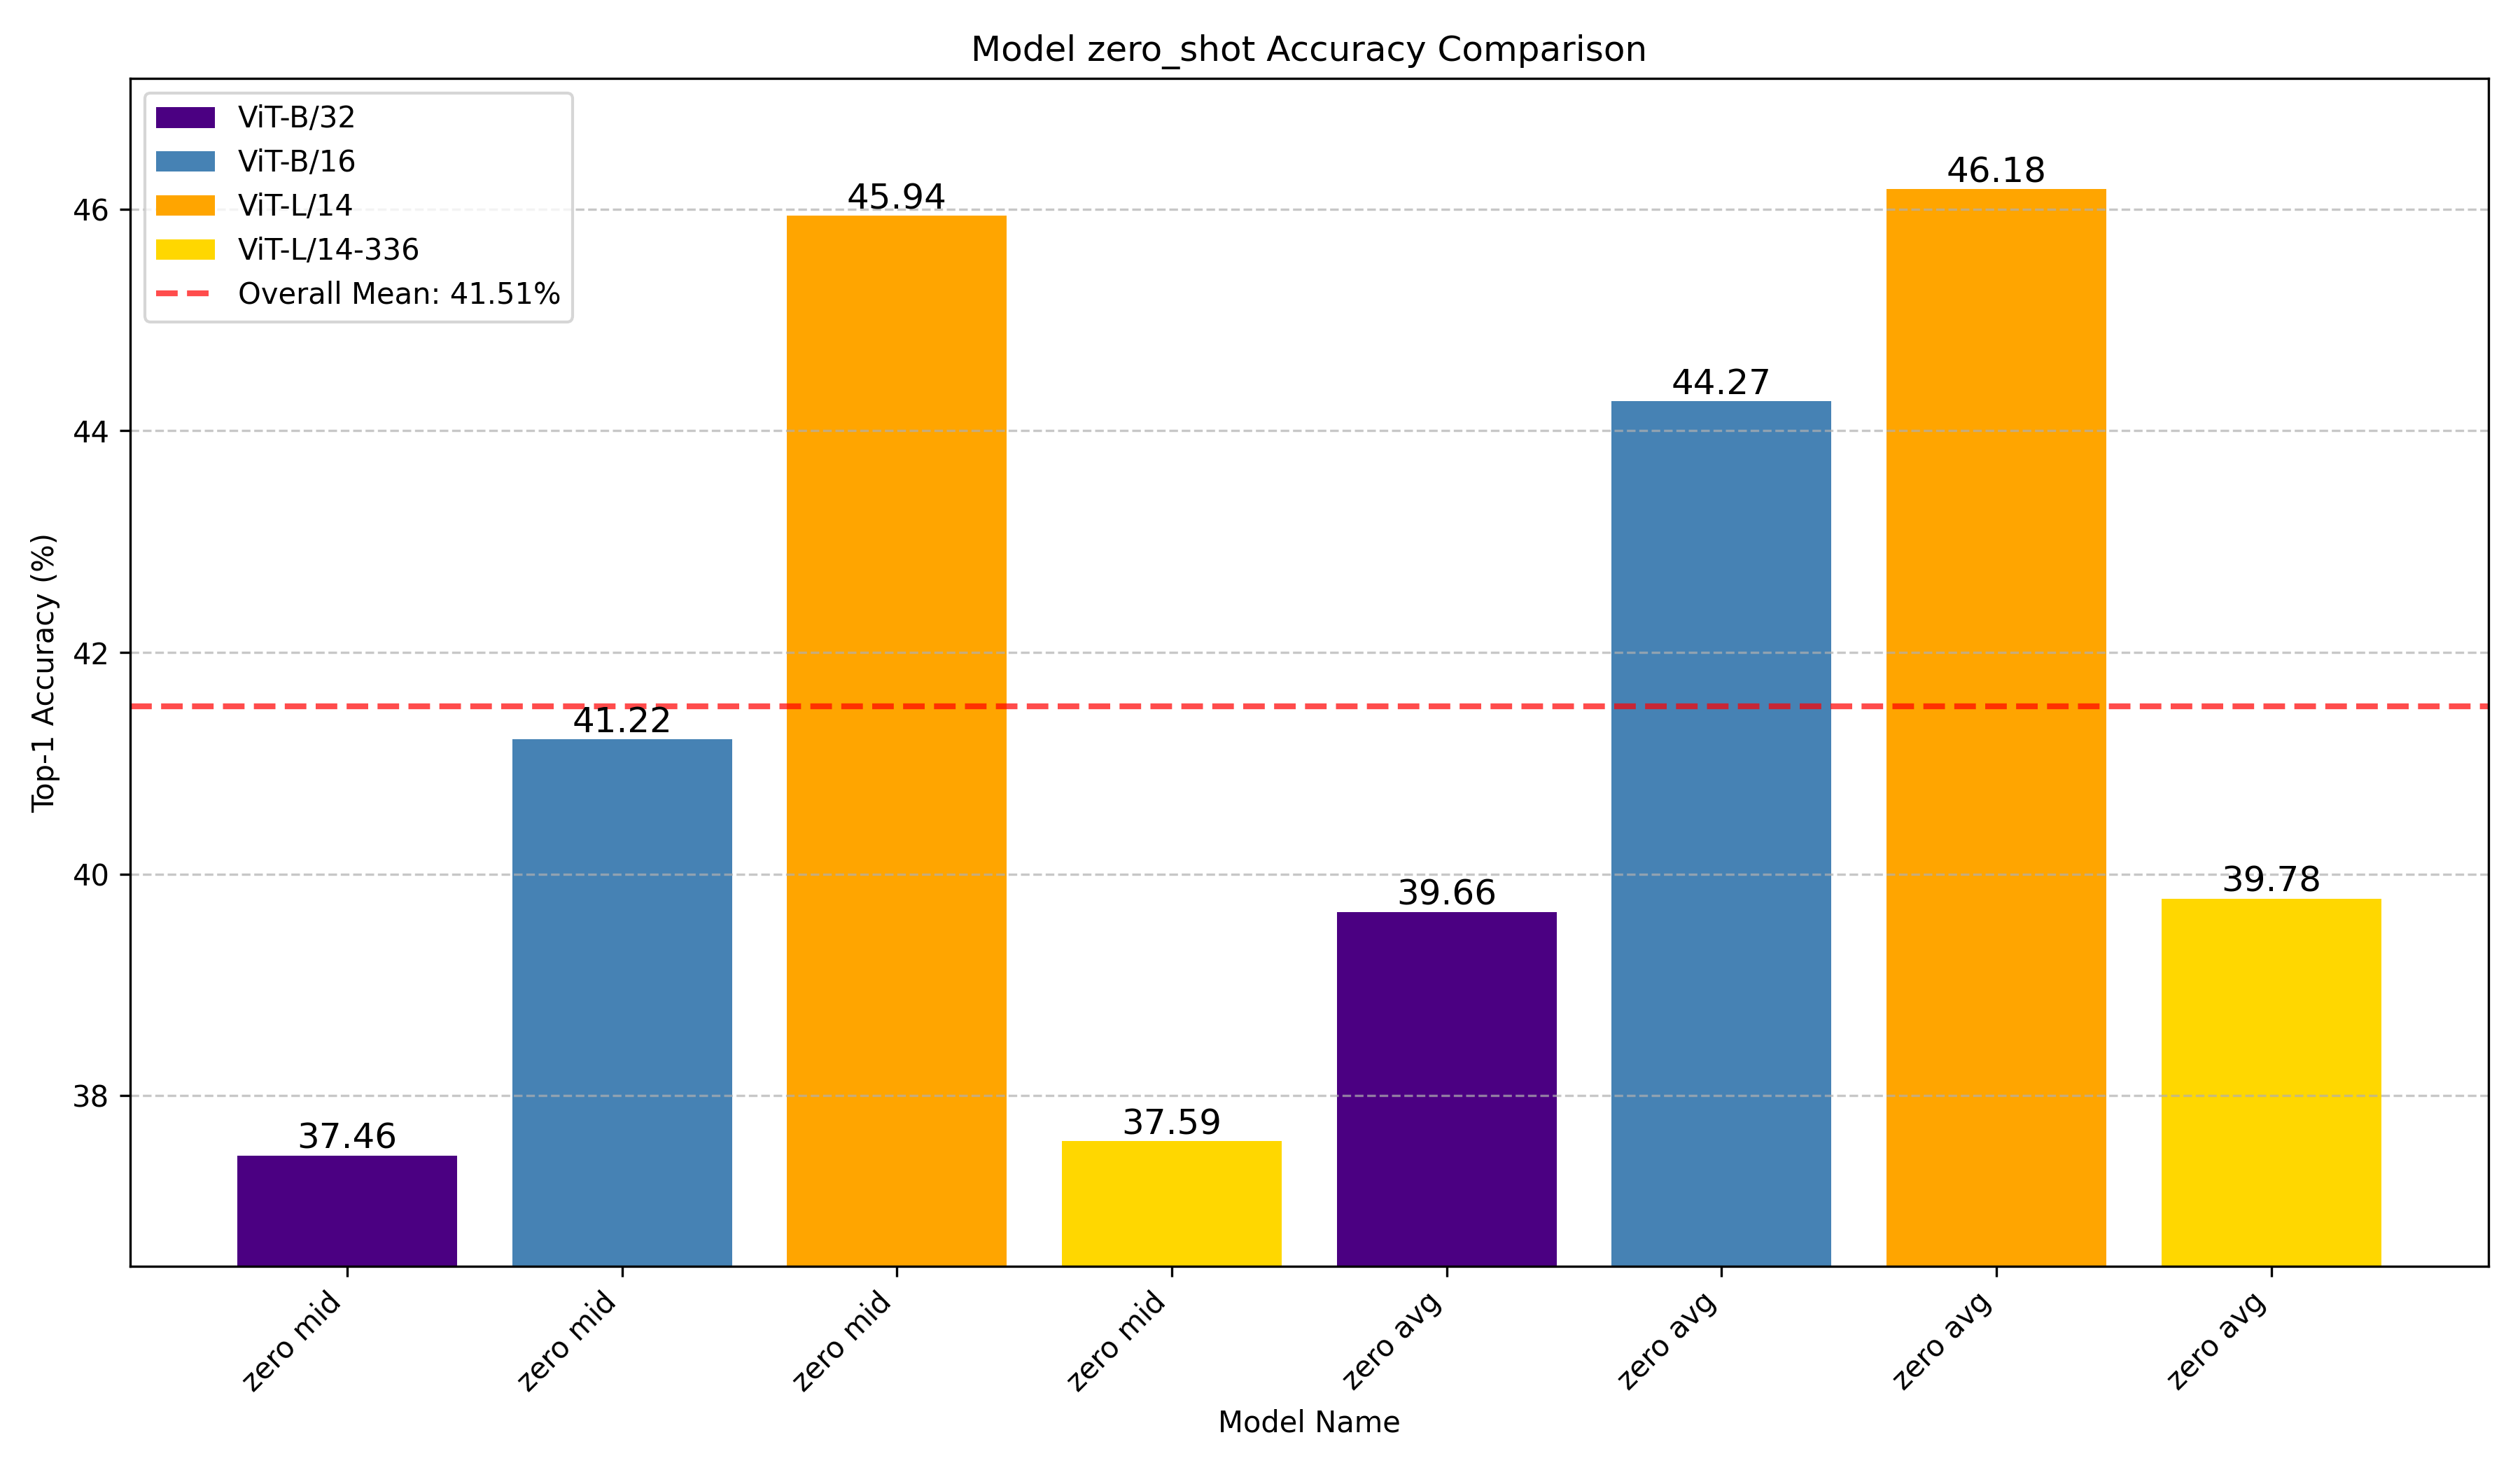 Model zero_shot Accuracy Comparison
ViT-B/32
ViT-B/16
ViT-L/14
ViT-L/14-336
Overall Mean: 41.51%
Top-1 Accuracy (%)
46
44
42
40
38
37.46
41.22
45.94
37.59
39.66
44.27
46.18
39.78
zero mid
zero mid
zero mid
zero mid
zero avg
zero avg
zero avg
zero avg
Model Name